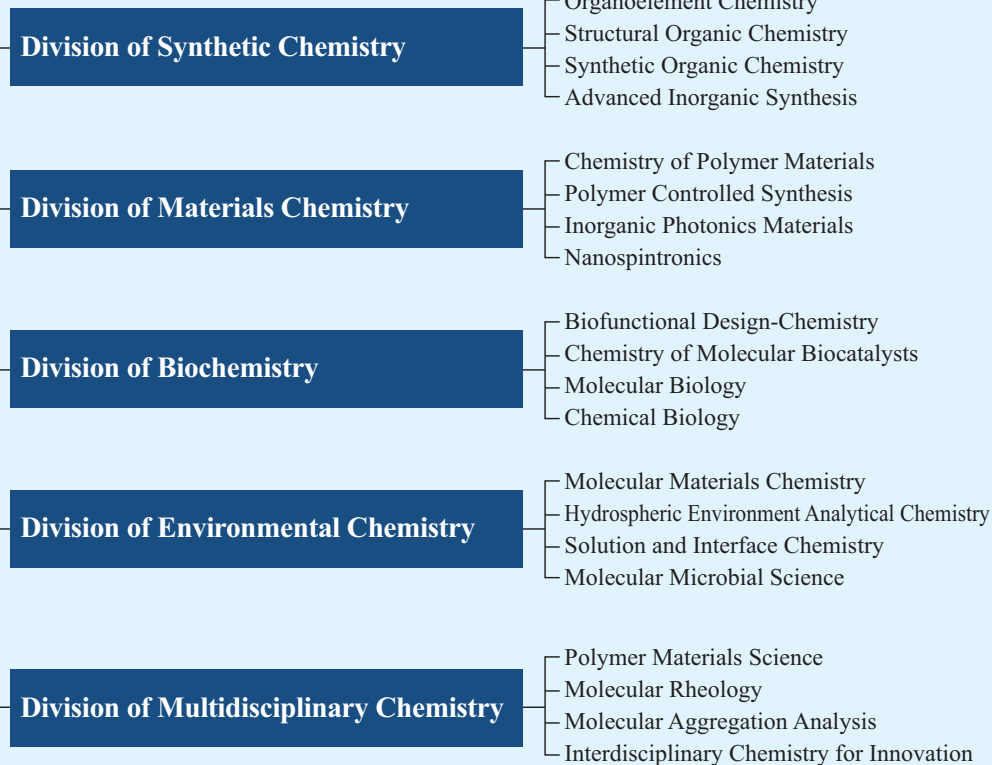 Organoelement Chemistry
Division of Synthetic Chemistry
Structural Organic Chemistry
Synthetic Organic Chemistry
Advanced Inorganic Synthesis
Chemistry of Polymer Materials
Division of Materials Chemistry
Polymer Controlled Synthesis
Inorganic Photonics Materials
Nanospintronics
Biofunctional Design-Chemistry
Division of Biochemistry
Chemistry of Molecular Biocatalysts
Molecular Biology
Chemical Biology
Molecular Materials Chemistry
Division of Environmental Chemistry
Hydrospheric Environment Analytical Chemistry
Solution and Interface Chemistry
Molecular Microbial Science
Polymer Materials Science
Division of Multidisciplinary Chemistry
Molecular Rheology
Molecular Aggregation Analysis
Interdisciplinary Chemistry for Innovation